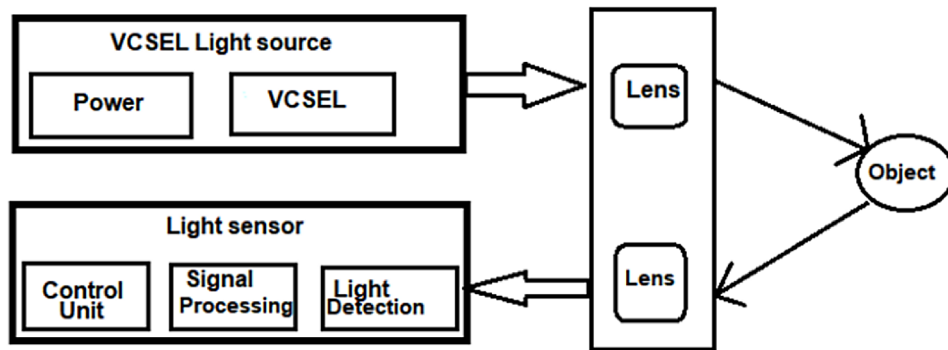 VCSEL Light source
Power
VCSEL
Lens
Object
Light sensor
Control
Unit
Signal
Processing
Light
Detection
Lens